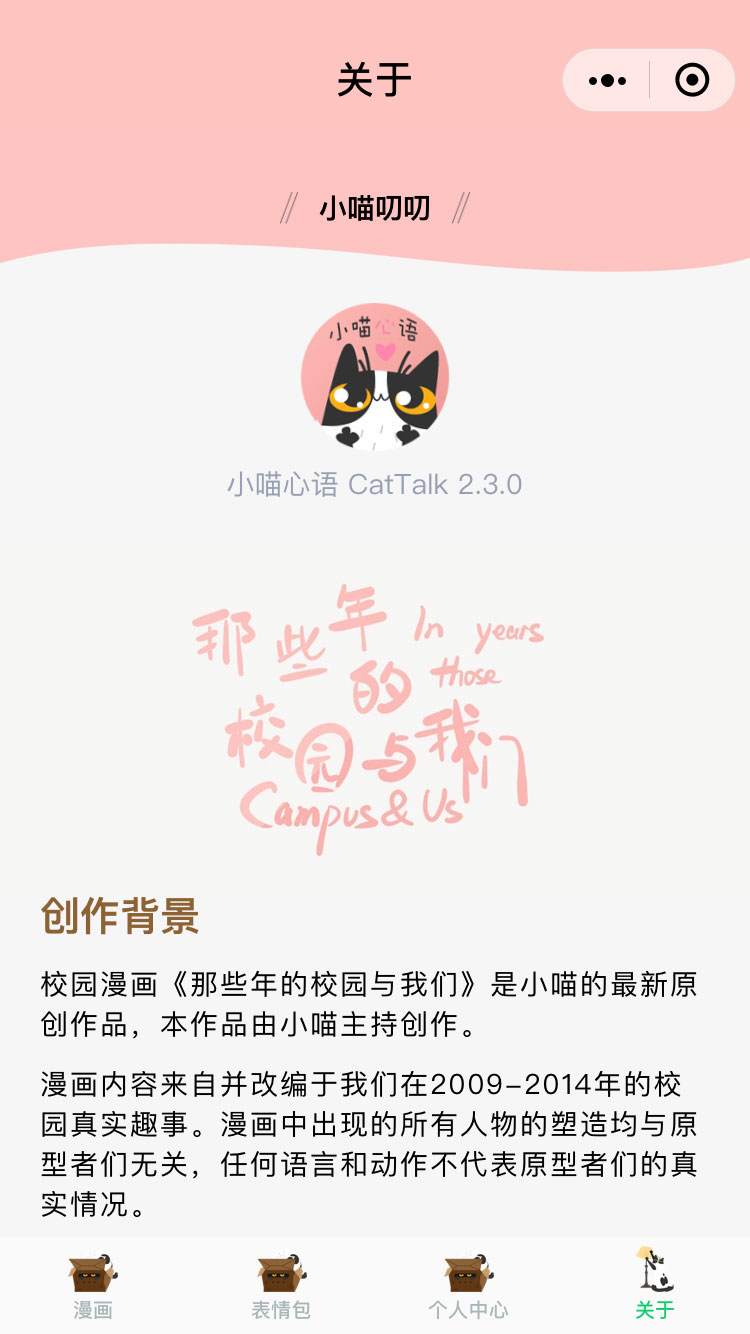 关于
小喵叨叨
小喵心语
小喵心语 CatTalk 2.3.0
那些年 In years
的 those
校园与我们
Campus&Us
创作背景
校园漫画《那些年的校园与我们》是小喵的最新原
创作品，本作品由小喵主持创作。
漫画内容来自并改编于我们在2009-2014年的校
园真实趣事。漫画中出现的所有人物的塑造均与原
型者们无关，任何语言和动作不代表原型者们的真
实情况。
漫画
表情包
个人中心
关于